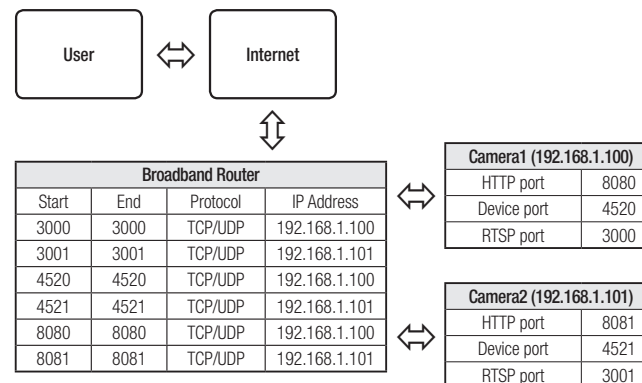 User
Internet
Broadband Router
Start End Protocol IP Address
3000 3000 TCP/UDP 192.168.1.100
3001 3001 TCP/UDP 192.168.1.101
4520 4520 TCP/UDP 192.168.1.100
4521 4521 TCP/UDP 192.168.1.101
8080 8080 TCP/UDP 192.168.1.100
8081 8081 TCP/UDP 192.168.1.101
Camera1 (192.168.1.100)
HTTP port 8080
Device port 4520
RTSP port 3000
Camera2 (192.168.1.101)
HTTP port 8081
Device port 4521
RTSP port 3001